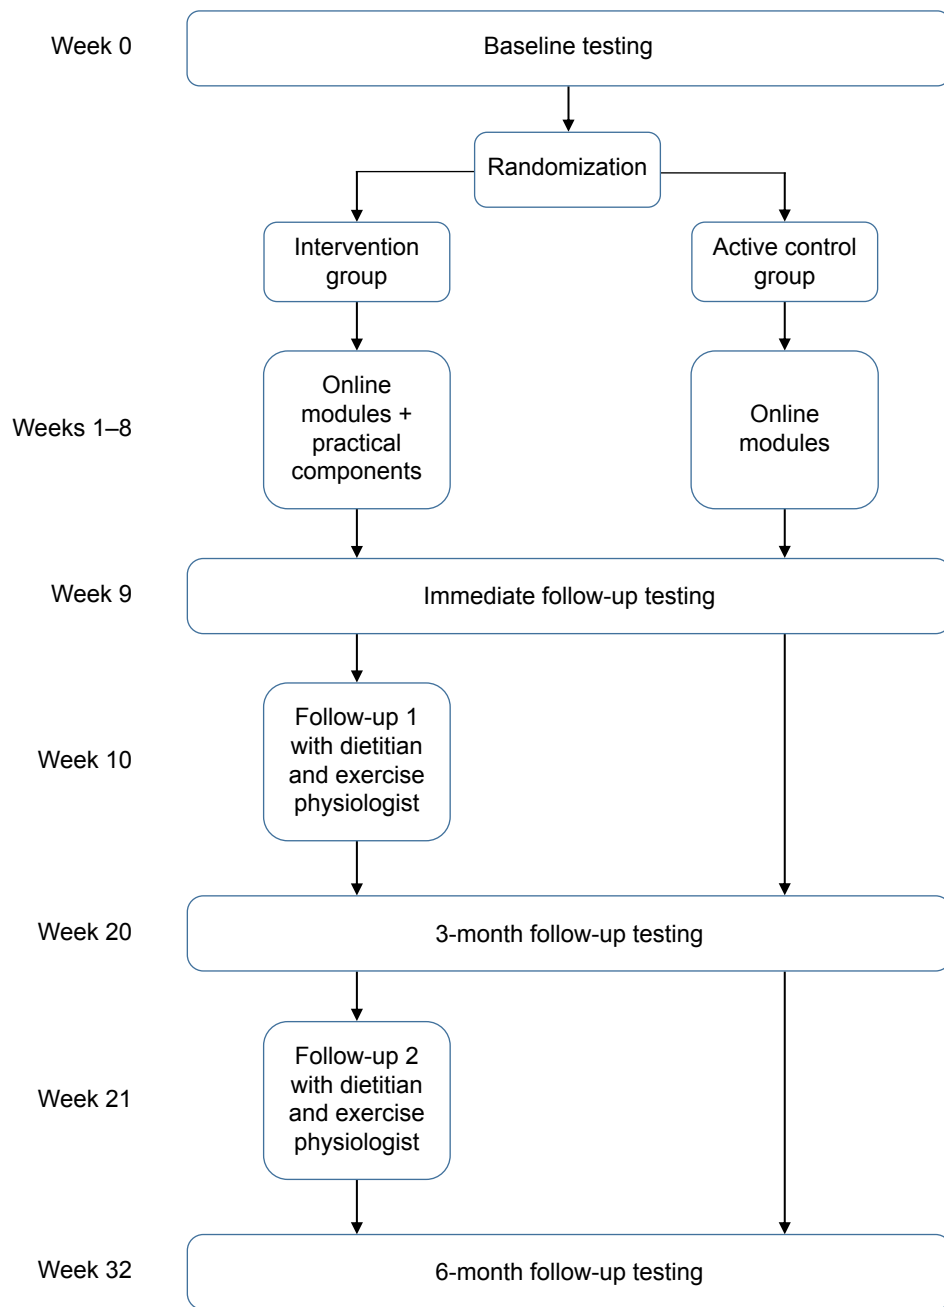 Week 0
Baseline testing
Randomization
Intervention
group
Active control
group
Weeks 1–8
Online
modules +
practical
components
Online
modules
Week 9
Immediate follow-up testing
Week 10
Follow-up 1
with dietitian
and exercise
physiologist
Week 20
3-month follow-up testing
Week 21
Follow-up 2
with dietitian
and exercise
physiologist
Week 32
6-month follow-up testing